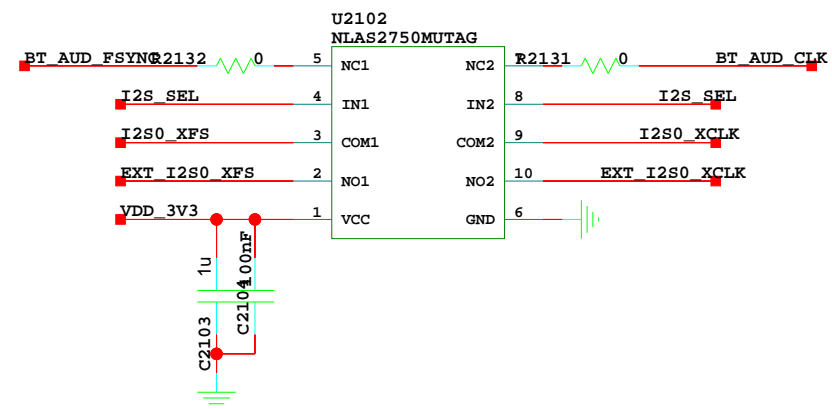 U2102
NLAS2750MUTAG
BT_AUD_FSYNC R2132 0 5 NC1 NC2 7 R2131 0 BT_AUD_CLK
I2S_SEL 4 IN1 IN2 8 I2S_SEL
I2S0_XFS 3 COM1 COM2 9 I2S0_XCLK
EXT_I2S0_XFS 2 NO1 NO2 10 EXT_I2S0_XCLK
VDD_3V3 1 VCC GND 6
1u
100nF
C2103
C2104